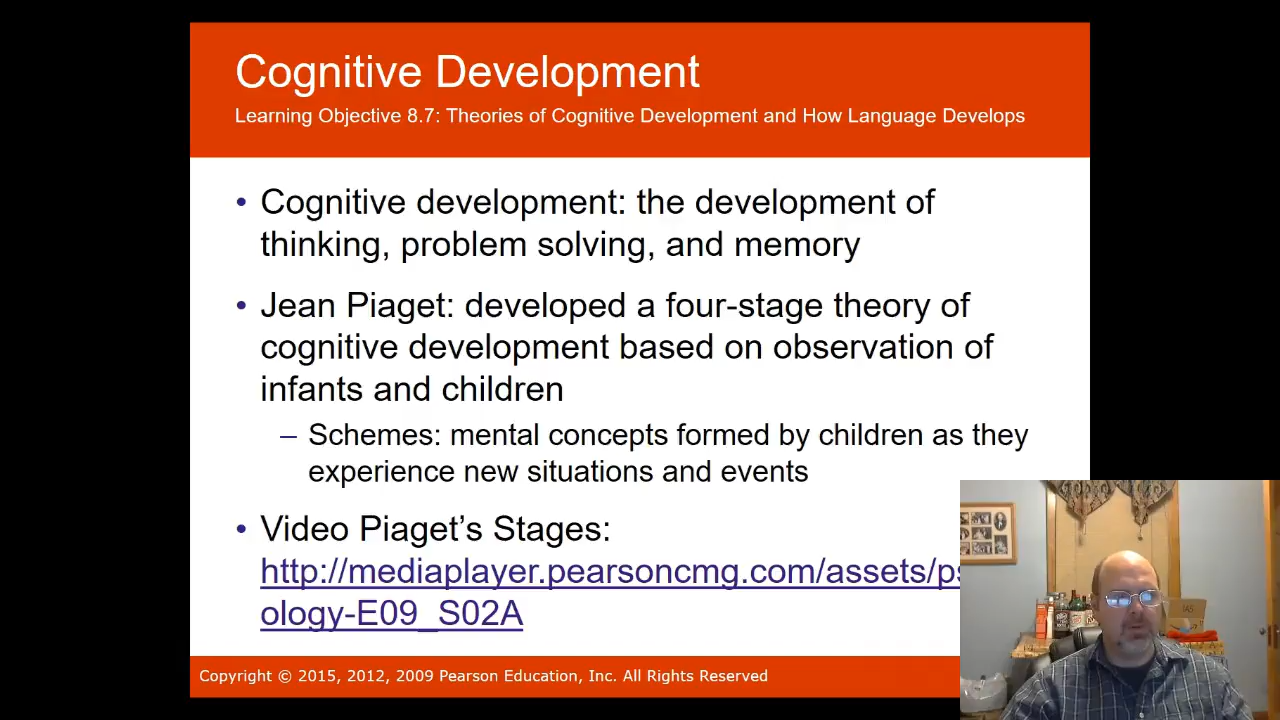 Cognitive Development
Learning Objective 8.7: Theories of Cognitive Development and How Language Develops
• Cognitive development: the development of
thinking, problem solving, and memory
• Jean Piaget: developed a four-stage theory of
cognitive development based on observation of
infants and children
– Schemes: mental concepts formed by children as they
experience new situations and events
• Video Piaget’s Stages:
http://mediaplayer.pearsoncmg.com/assets/ps
ology-E09_S02A
Copyright © 2015, 2012, 2009 Pearson Education, Inc. All Rights Reserved